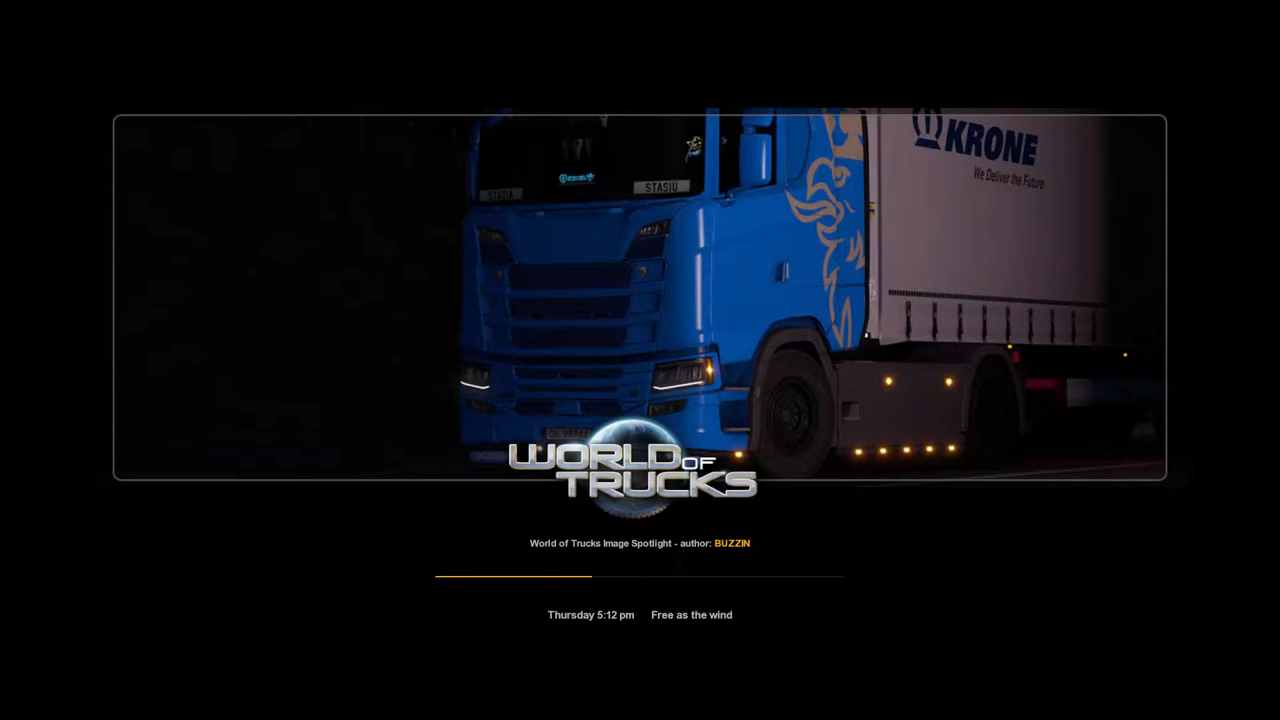 KRONE
We Deliver the Future
STASIA
STASIU
WORLD OF
TRUCKS
World of Trucks Image Spotlight - author: BUZZIN
Thursday 5:12 pm Free as the wind